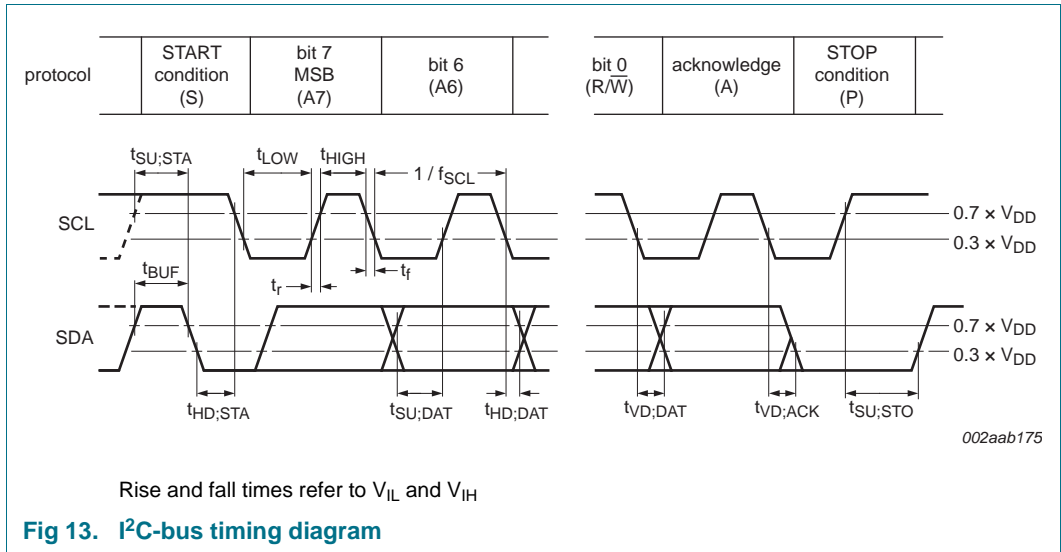 protocol
START
condition
(S)
bit 7
MSB
(A7)
bit 6
(A6)
bit 0
(R/W̅)
acknowledge
(A)
STOP
condition
(P)
tSU;STA
tLOW
tHIGH
1 / fSCL
SCL
0.7 × VDD
0.3 × VDD
tBUF
tr
tf
SDA
0.7 × VDD
0.3 × VDD
tHD;STA
tSU;DAT
tHD;DAT
tVD;DAT
tVD;ACK
tSU;STO
002aab175
Rise and fall times refer to VIL and VIH
Fig 13. I²C-bus timing diagram